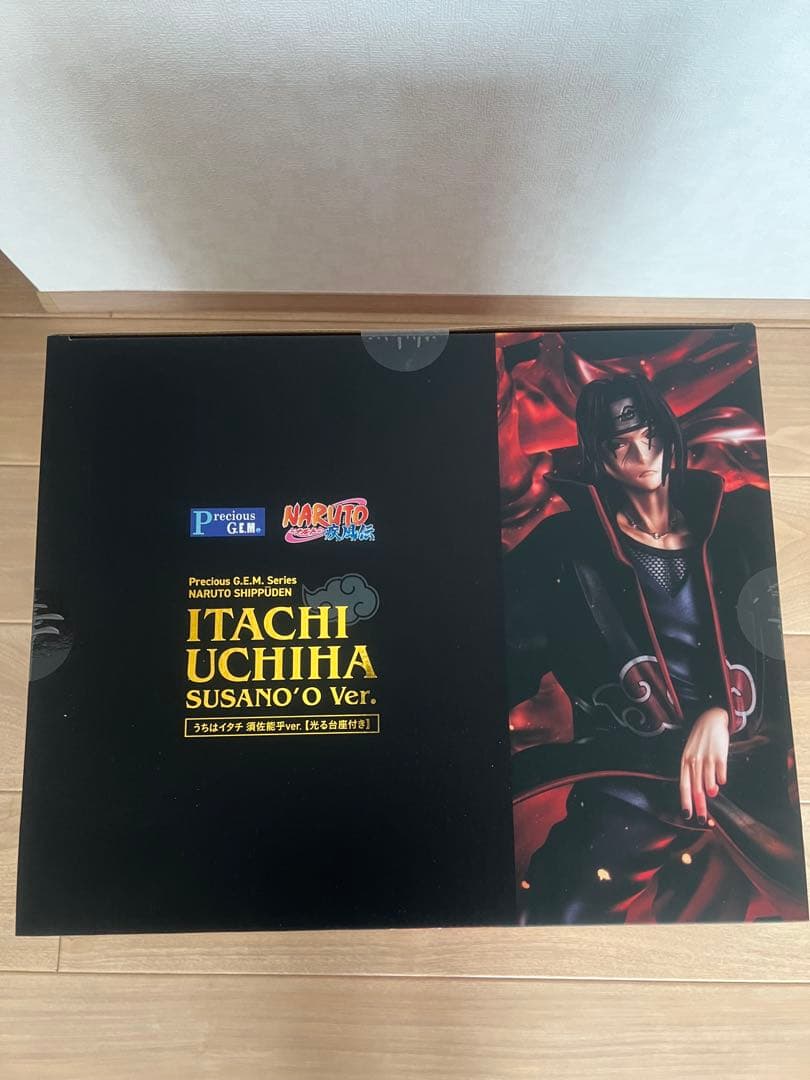 Precious
G.E.M.
NARUTO
疾風伝
Precious G.E.M. Series
NARUTO SHIPPŪDEN
ITACHI
UCHIHA
SUSANO'O Ver.
うちはイタチ 須佐能乎ver.【光る台座付き】